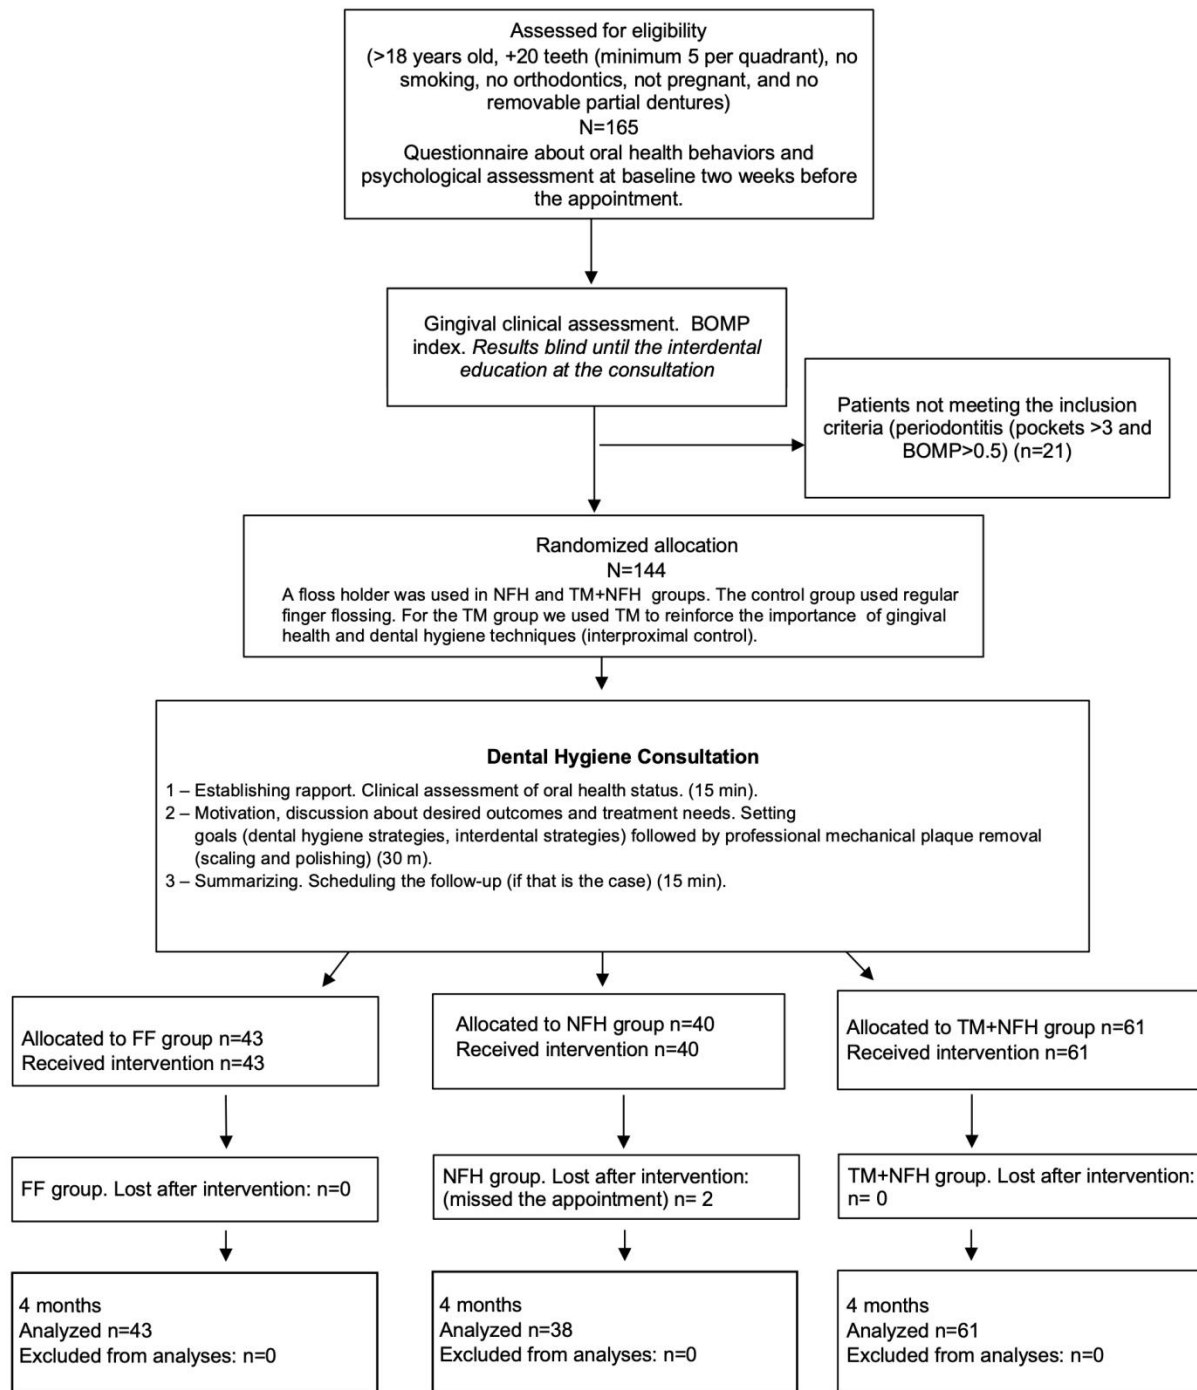 Assessed for eligibility
(>18 years old, +20 teeth (minimum 5 per quadrant), no
smoking, no orthodontics, not pregnant, and no
removable partial dentures)
N=165
Questionnaire about oral health behaviors and
psychological assessment at baseline two weeks before
the appointment.
Gingival clinical assessment.  BOMP
index. Results blind until the interdental
education at the consultation
Patients not meeting the inclusion
criteria (periodontitis (pockets >3 and
BOMP>0.5) (n=21)
Randomized allocation
N=144
A floss holder was used in NFH and TM+NFH  groups. The control group used regular
finger flossing. For the TM group we used TM to reinforce the importance  of gingival
health and dental hygiene techniques (interproximal control).
Dental Hygiene Consultation
1 – Establishing rapport. Clinical assessment of oral health status. (15 min).
2 – Motivation, discussion about desired outcomes and treatment needs. Setting
goals (dental hygiene strategies, interdental strategies) followed by professional mechanical plaque removal
(scaling and polishing) (30 m).
3 – Summarizing. Scheduling the follow-up (if that is the case) (15 min).
Allocated to FF group n=43
Received intervention n=43
Allocated to NFH group n=40
Received intervention n=40
Allocated to TM+NFH group n=61
Received intervention n=61
FF group. Lost after intervention: n=0
NFH group. Lost after intervention:
(missed the appointment) n= 2
TM+NFH group. Lost after intervention:
n= 0
4 months
Analyzed n=43
Excluded from analyses: n=0
4 months
Analyzed n=38
Excluded from analyses: n=0
4 months
Analyzed n=61
Excluded from analyses: n=0